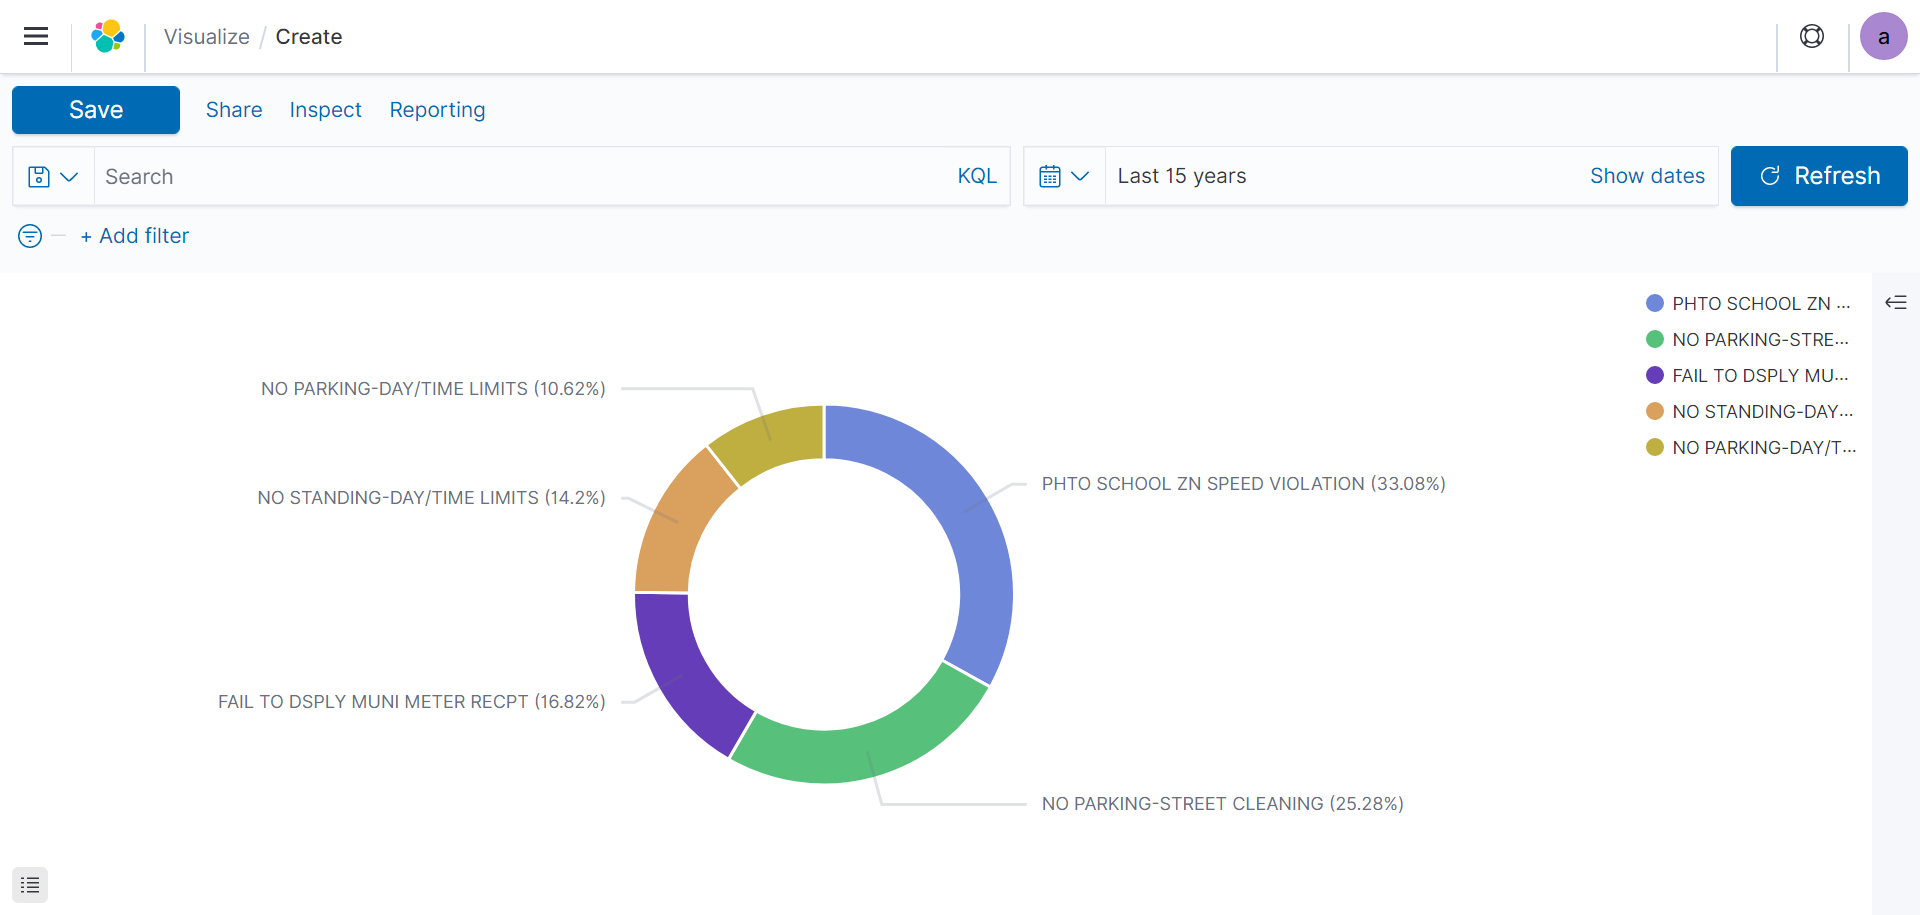 Visualize / Create
a
Save Share Inspect Reporting
Search KQL Last 15 years Show dates Refresh
+ Add filter
PHTO SCHOOL ZN ...
NO PARKING-STRE...
FAIL TO DSPLY MU...
NO STANDING-DAY...
NO PARKING-DAY/T...
NO PARKING-DAY/TIME LIMITS (10.62%)
PHTO SCHOOL ZN SPEED VIOLATION (33.08%)
NO STANDING-DAY/TIME LIMITS (14.2%)
FAIL TO DSPLY MUNI METER RECPT (16.82%)
NO PARKING-STREET CLEANING (25.28%)